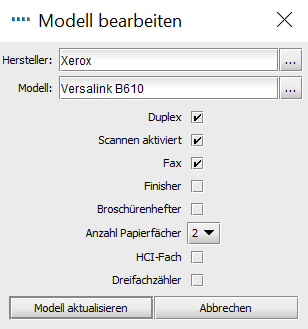 Modell bearbeiten
Hersteller: Xerox ...
Modell: Versalink B610 ...
Duplex
Scannen aktiviert
Fax
Finisher
Broschürenhefter
Anzahl Papierfächer 2
HCI-Fach
Dreifachzähler
Modell aktualisieren Abbrechen